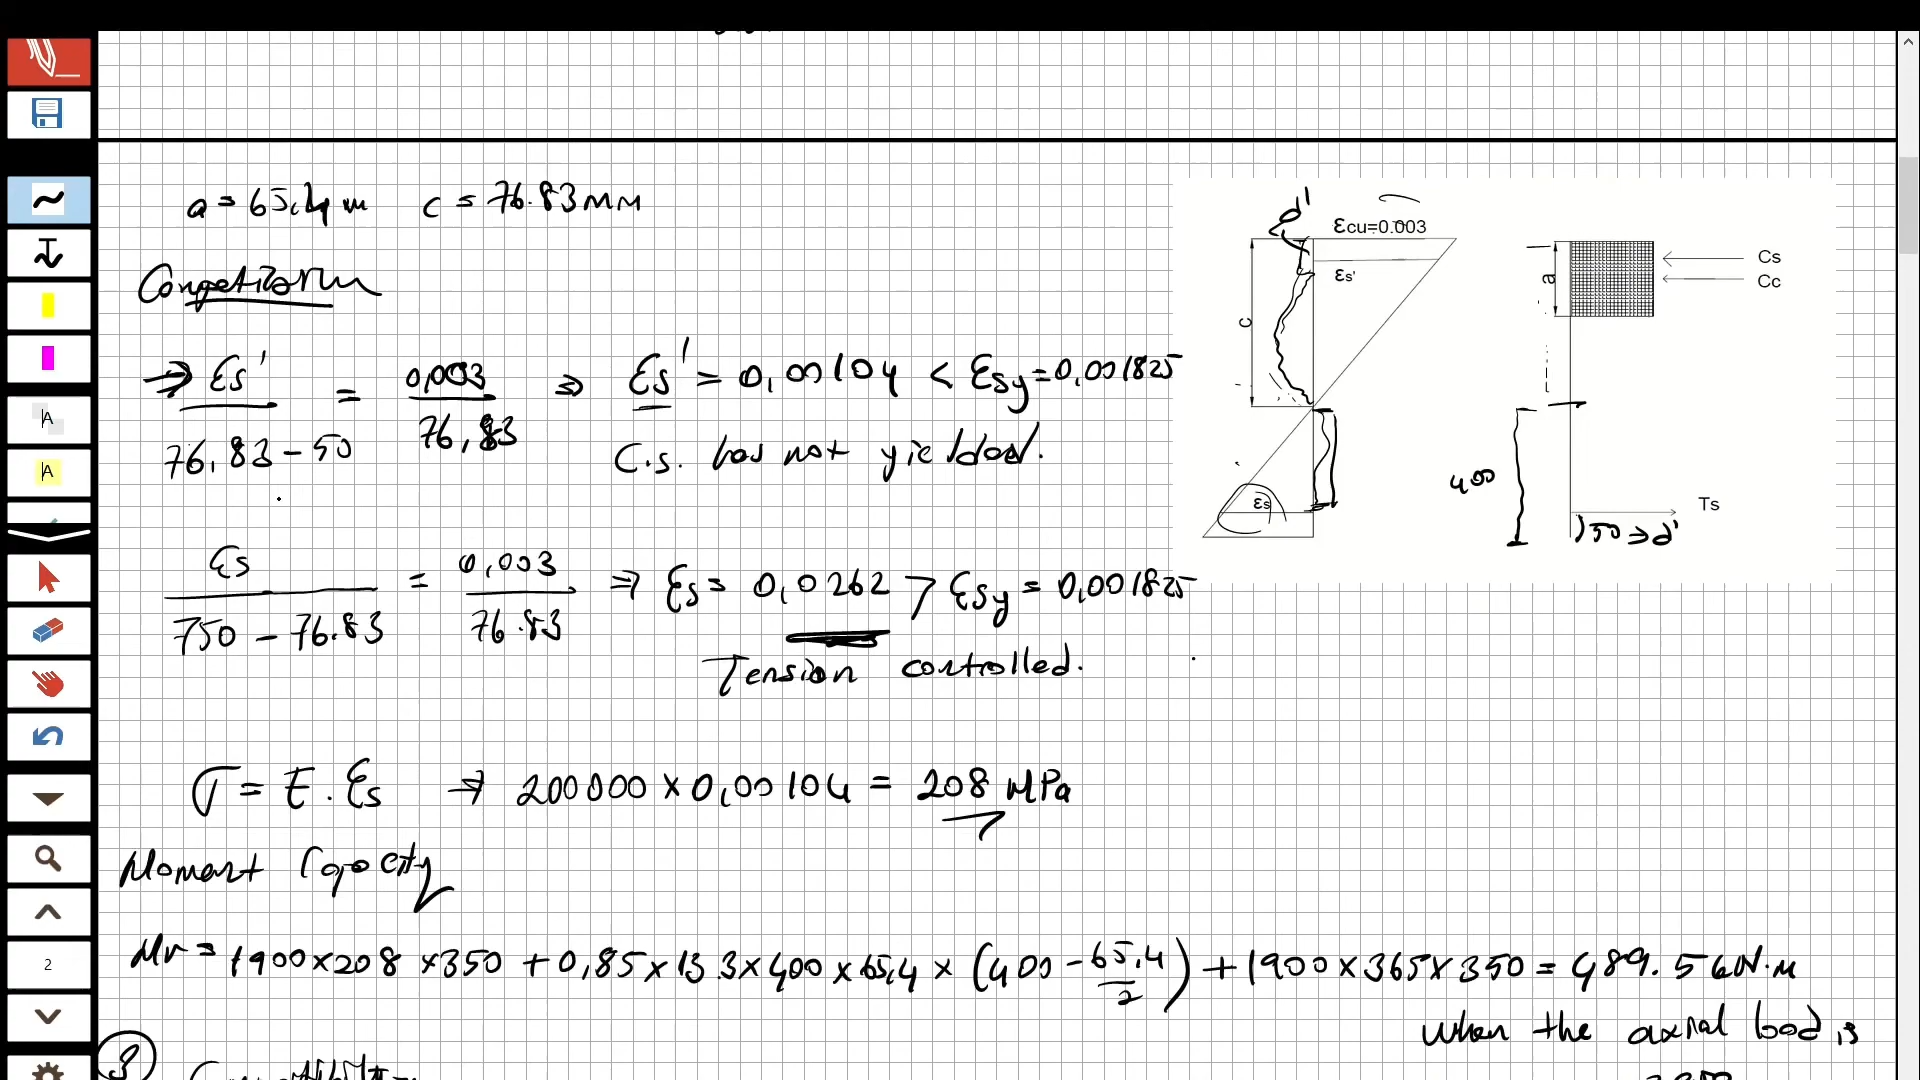 a = 65,4 m c = 76.83 mm
Compatibilitim
⇒ εs' / 76,83 – 50 = 0,003 / 76,83 ⇒ εs' = 0,00104 < εsy = 0,001825
C.s. has not yielded.
εs / 750 – 76.83 = 0,003 / 76.83 ⇒ εs = 0,0262 > εsy = 0,001825
Tension controlled.
σ = E . εs → 200000 × 0,00104 = 208 MPa
Moment Capacity
Mr = 1900×208×350 + 0,85×13.3×400×65,4×(400 – 65,4/2) + 1900×365×350 = 489.5 kN.m
when the axial load is
3
d'
εcu=0.003
εs'
c
εs
a
Cs
Cc
400
Ts
50 ⇒ d'
A
A
2